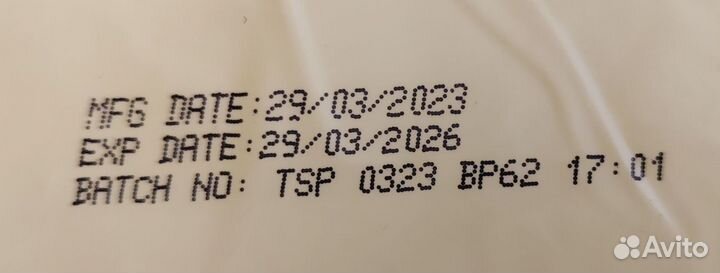 MFG DATE:29/03/2023
EXP DATE:29/03/2026
BATCH NO: TSP 0323 BP62 17:01
Avito